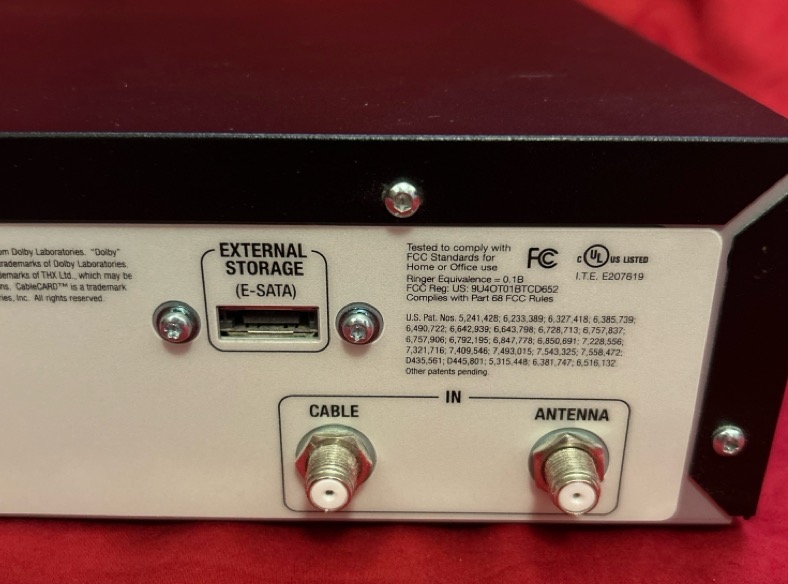 om Dolby Laboratories. "Dolby"
rademarks of Dolby Laboratories.
demarks of THX Ltd., which may be
ns. CableCARD™ is a trademark
ries, Inc. All rights reserved.
EXTERNAL
STORAGE
(E-SATA)
Tested to comply with
FCC Standards for
Home or Office use
FC
C UL US LISTED
I.T.E. E207619
Ringer Equivalence = 0.1B
FCC Reg: US: 9U4OT01BTCD652
Complies with Part 68 FCC Rules
U.S. Pat. Nos. 5,241,428; 6,233,389; 6,327,418; 6,385,739;
6,490,722; 6,642,939; 6,643,798; 6,728,713; 6,757,837;
6,757,906; 6,792,195; 6,847,778; 6,850,691; 7,228,556;
7,321,716; 7,409,546; 7,493,015; 7,543,325; 7,558,472;
D435,561; D445,801; 5,315,448; 6,381,747; 6,516,132.
Other patents pending.
IN
CABLE
ANTENNA